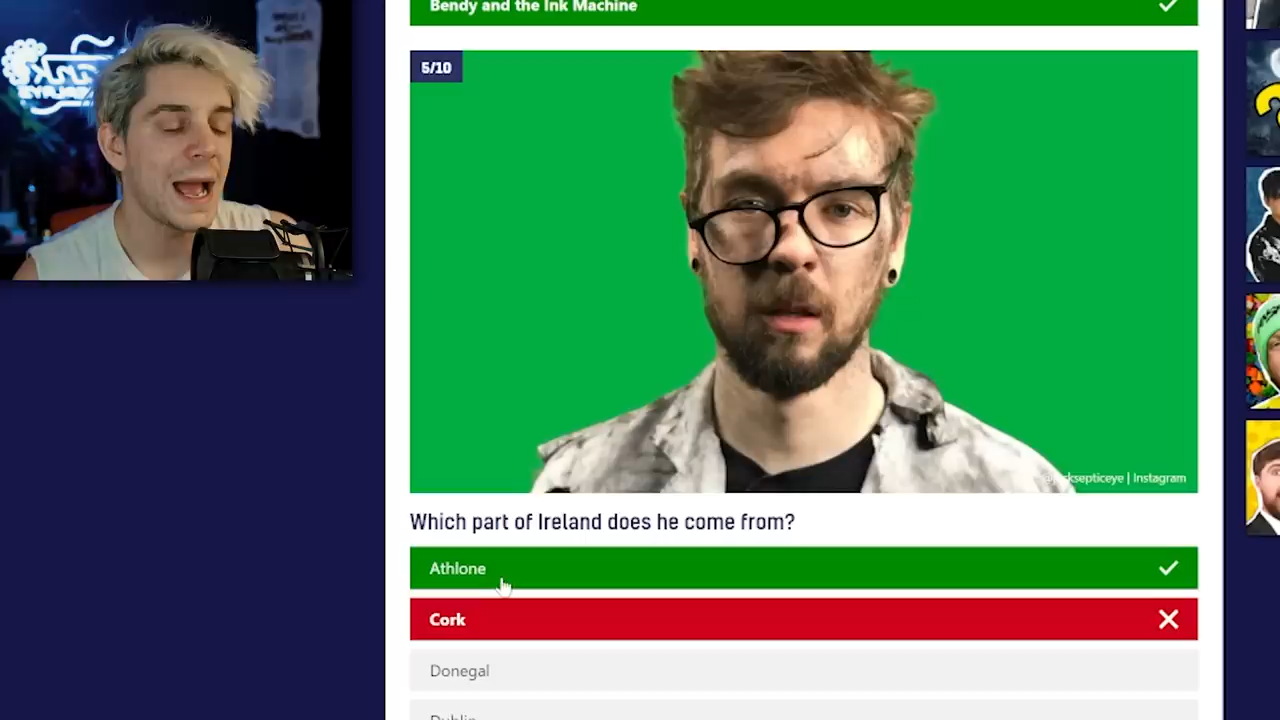 Bendy and the Ink Machine
5/10
ksepticeye | Instagram
Which part of Ireland does he come from?
Athlone
Cork
Donegal